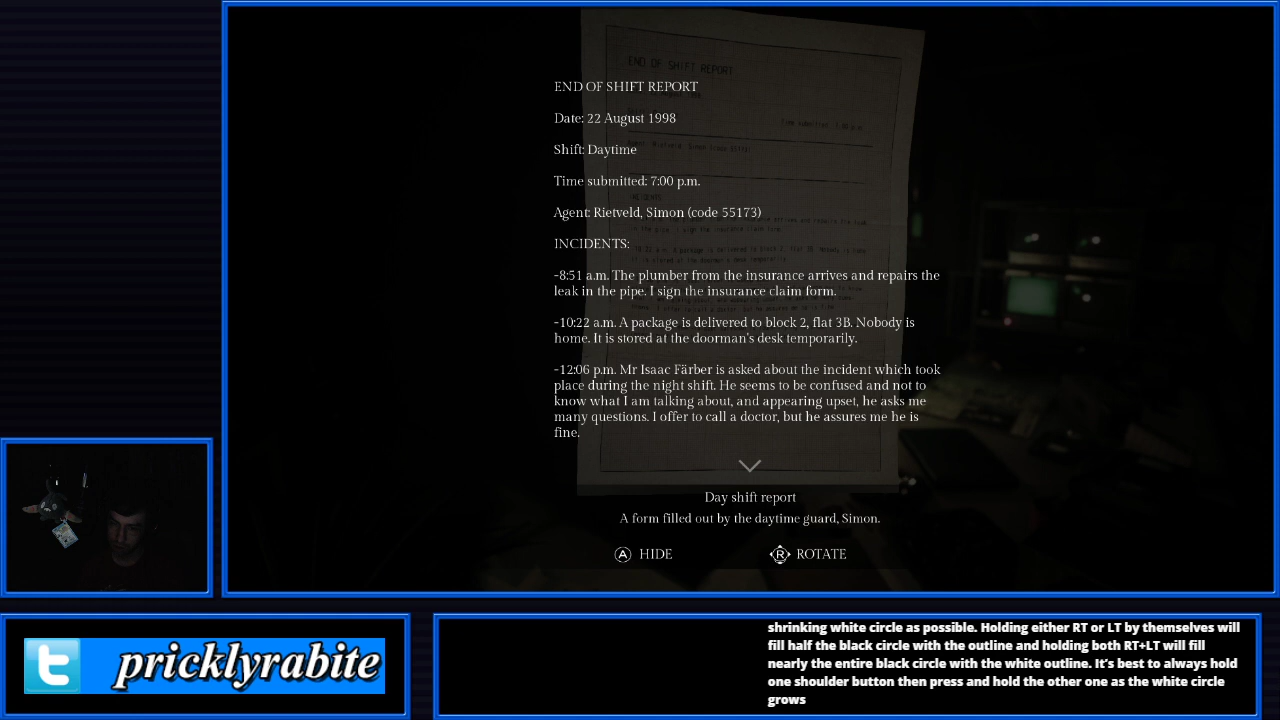 END OF SHIFT REPORT
END OF SHIFT REPORT
Date: 22 August 1998
Shift: Daytime
Time submitted: 7:00 p.m.
Agent: Rietveld, Simon (code 55173)
INCIDENTS:
-8:51 a.m. The plumber from the insurance arrives and repairs the
leak in the pipe. I sign the insurance claim form.
-10:22 a.m. A package is delivered to block 2, flat 3B. Nobody is
home. It is stored at the doorman's desk temporarily.
-12:06 p.m. Mr Isaac Färber is asked about the incident which took
place during the night shift. He seems to be confused and not to
know what I am talking about, and appearing upset, he asks me
many questions. I offer to call a doctor, but he assures me he is
fine.
Day shift report
A form filled out by the daytime guard, Simon.
A HIDE
R ROTATE
pricklyrabite
shrinking white circle as possible. Holding either RT or LT by themselves will
fill half the black circle with the outline and holding both RT+LT will fill
nearly the entire black circle with the white outline. It's best to always hold
one shoulder button then press and hold the other one as the white circle
grows